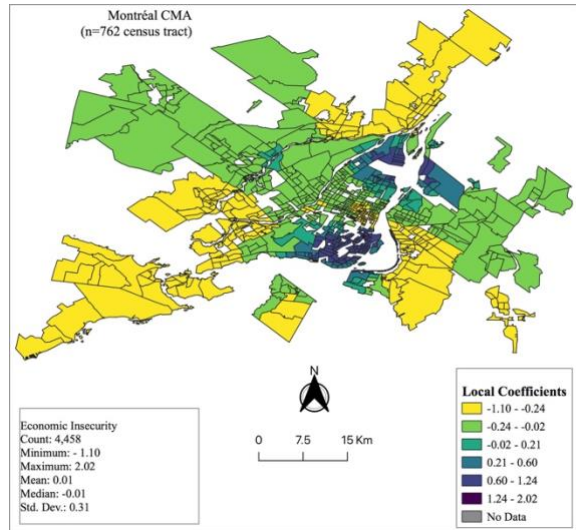 Montréal CMA
(n=762 census tract)
N
0 5 15 Km
Economic Insecurity
Count: 4,458
Minimum: - 1.10
Maximum: 2.02
Mean: 0.01
Median: -0.01
Std. Dev.: 0.31
Local Coefficients
-1.10 - -0.24
-0.24 - -0.02
-0.02 - 0.21
0.21 - 0.60
0.60 - 1.24
1.24 - 2.02
No Data